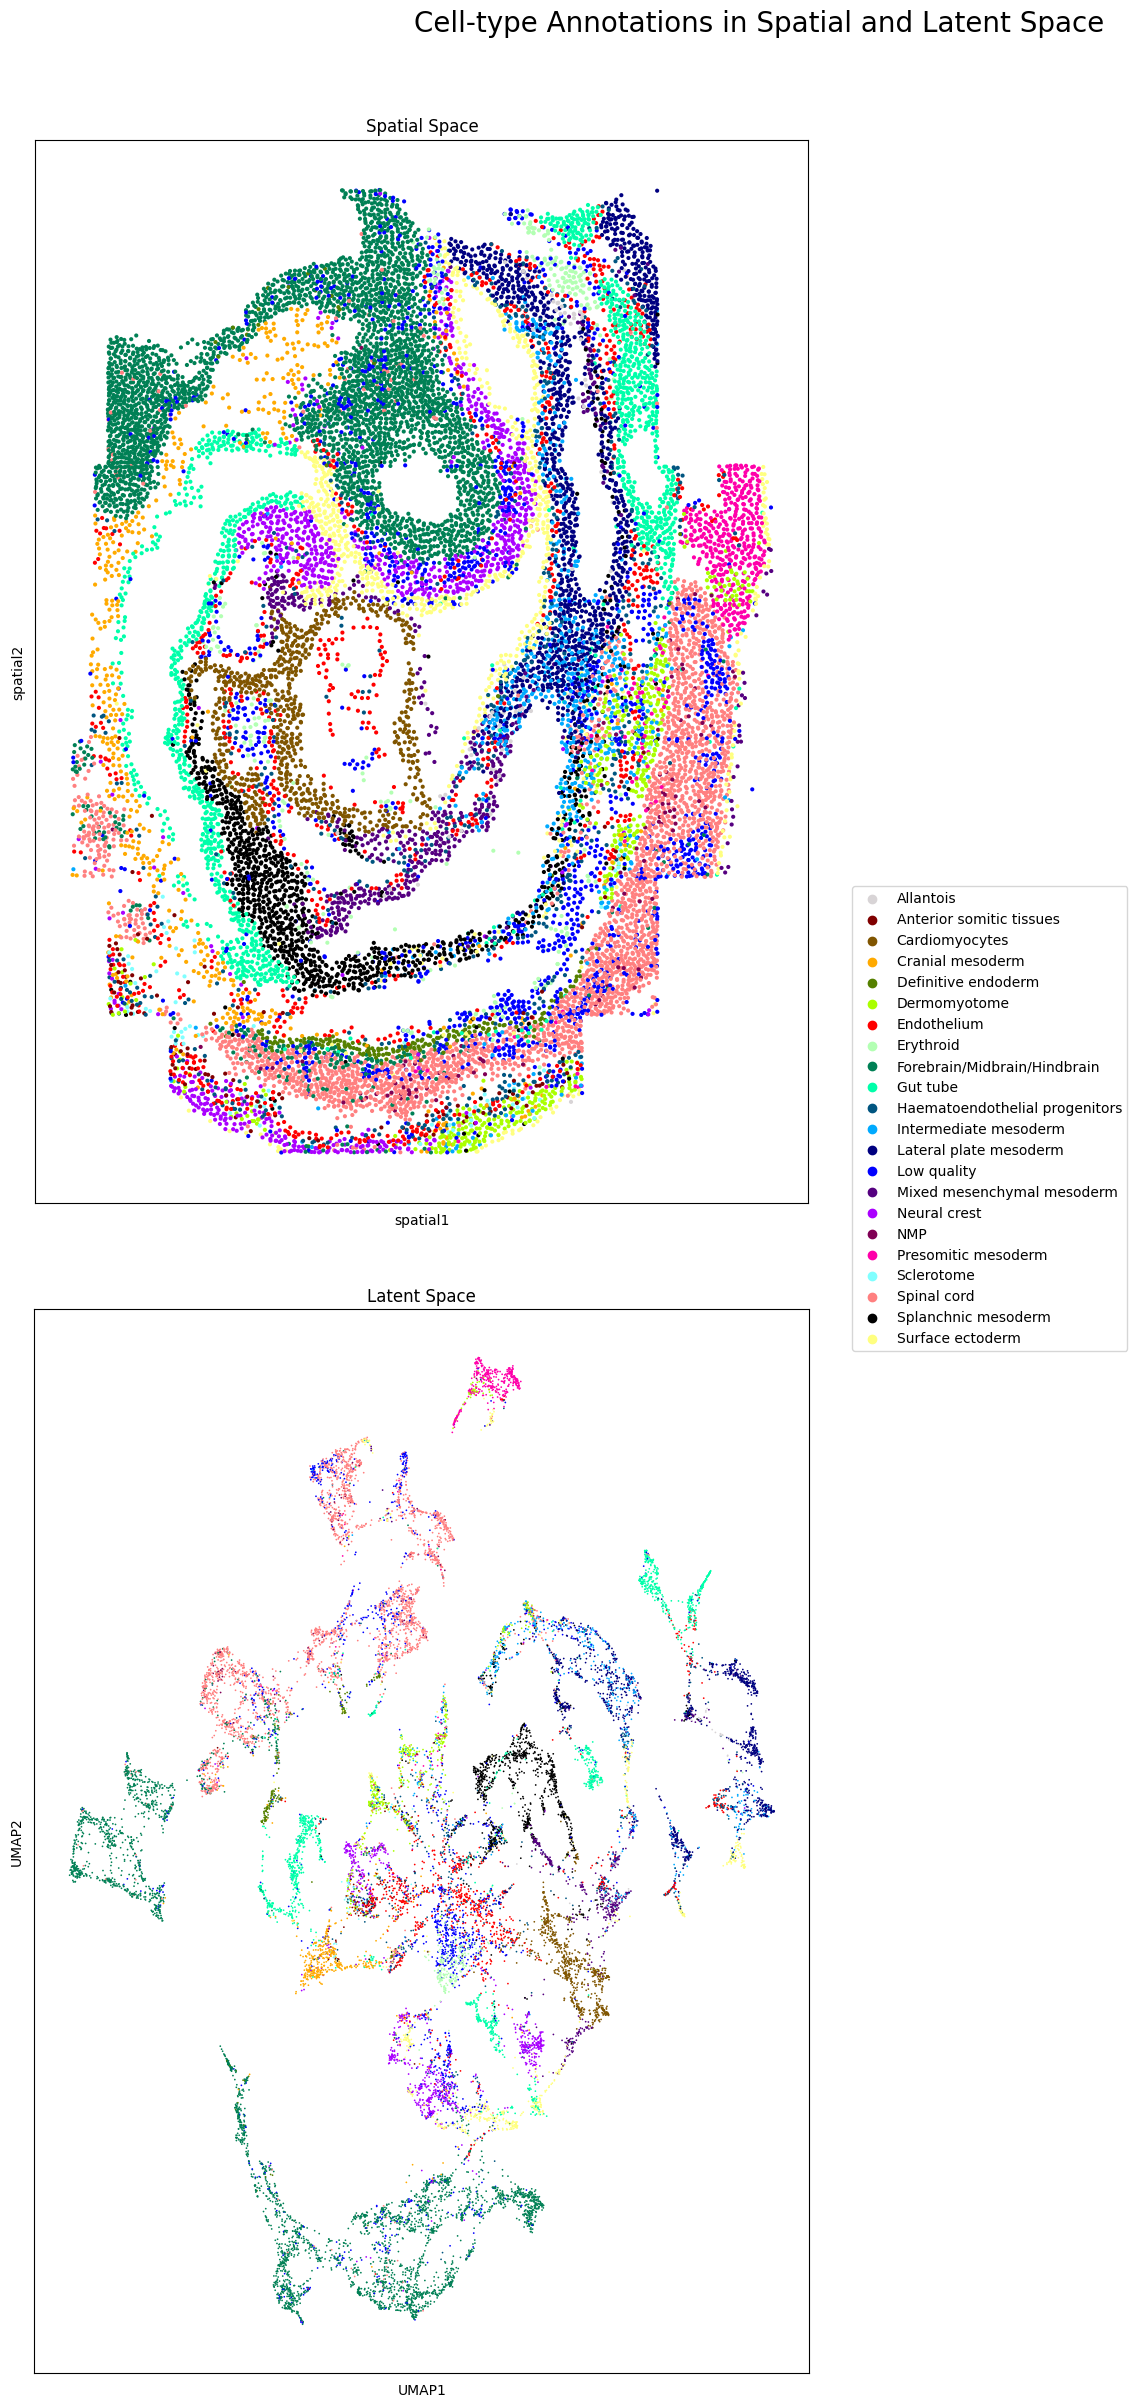 Cell-type Annotations in Spatial and Latent Space
Spatial Space
spatial2
spatial1
Allantois
Anterior somitic tissues
Cardiomyocytes
Cranial mesoderm
Definitive endoderm
Dermomyotome
Endothelium
Erythroid
Forebrain/Midbrain/Hindbrain
Gut tube
Haematoendothelial progenitors
Intermediate mesoderm
Lateral plate mesoderm
Low quality
Mixed mesenchymal mesoderm
Neural crest
NMP
Presomitic mesoderm
Sclerotome
Spinal cord
Splanchnic mesoderm
Surface ectoderm
Latent Space
UMAP2
UMAP1